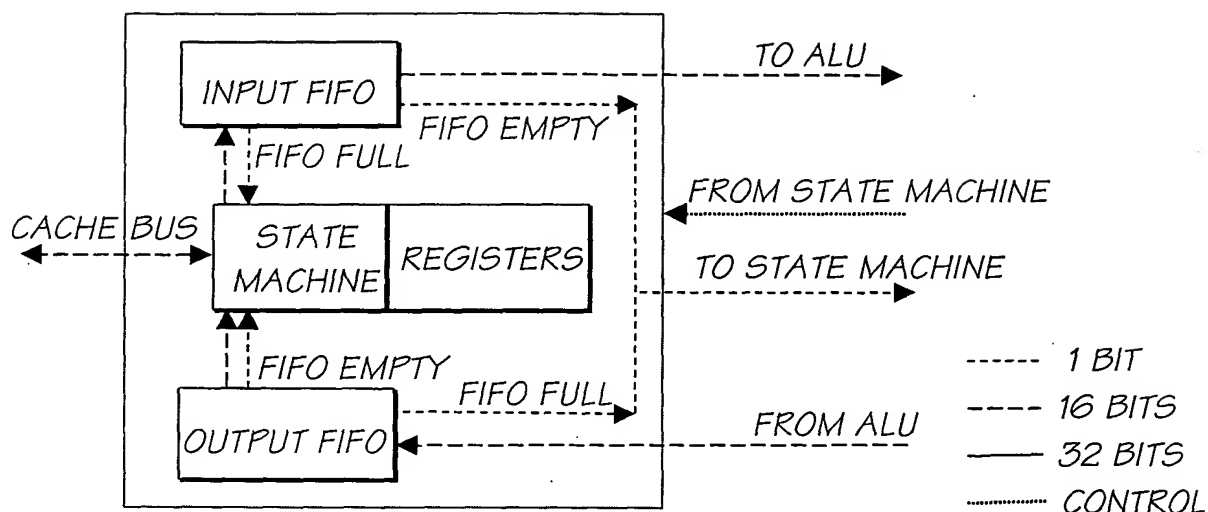 TO ALU
INPUT FIFO
FIFO EMPTY
FIFO FULL
FROM STATE MACHINE
CACHE BUS
STATE
MACHINE
REGISTERS
TO STATE MACHINE
FIFO EMPTY
FIFO FULL
1 BIT
OUTPUT FIFO
FROM ALU
16 BITS
32 BITS
CONTROL